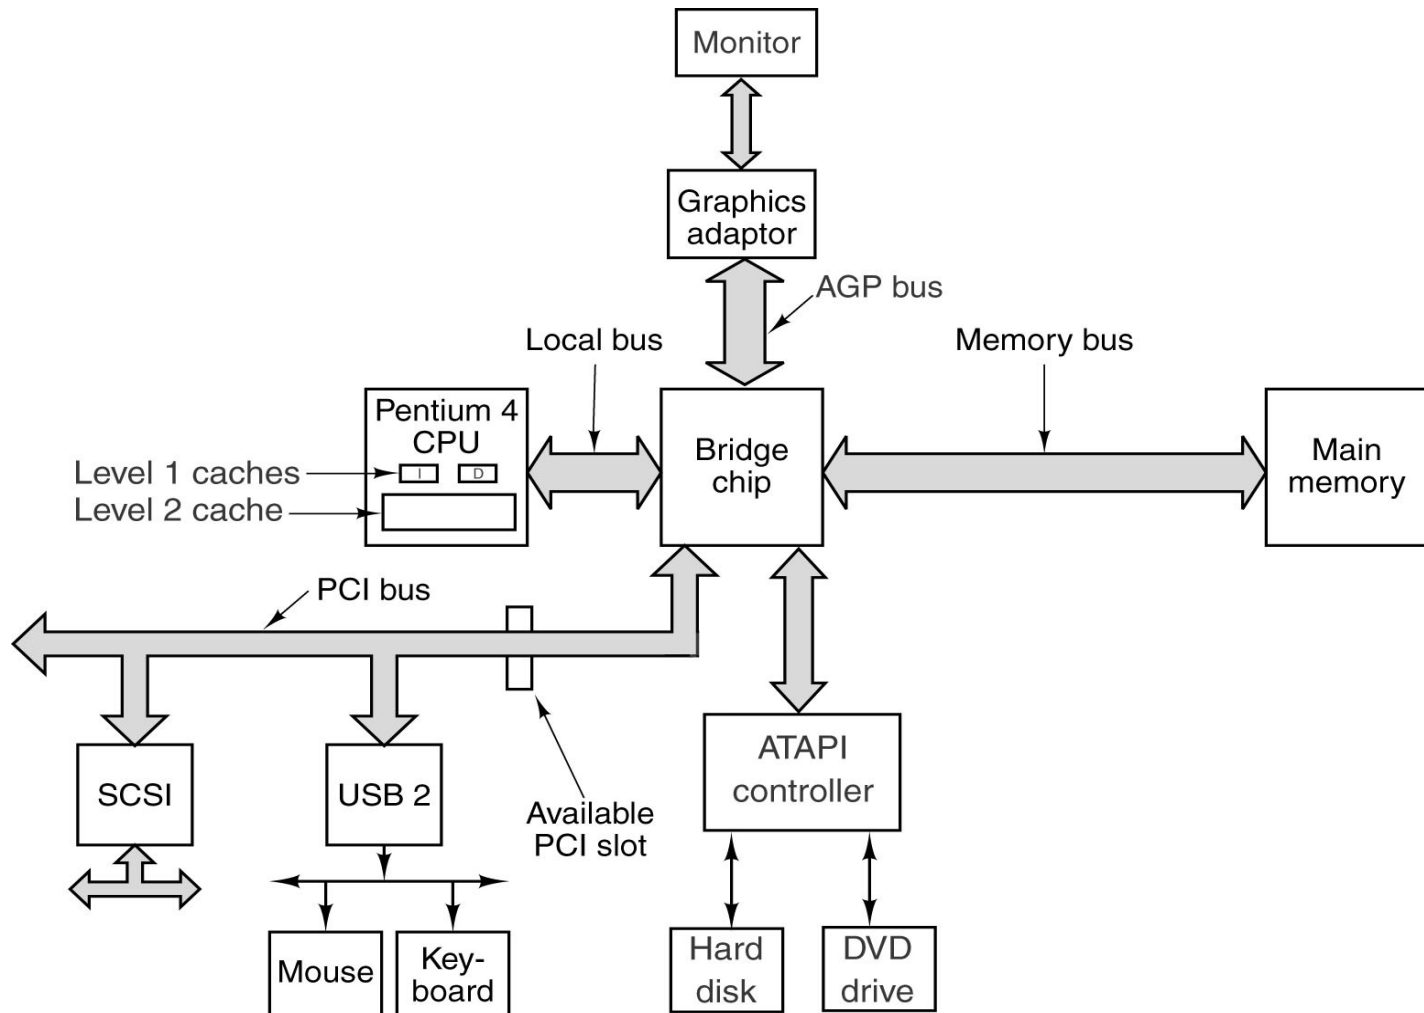 Monitor
Graphics
adaptor
AGP bus
Local bus
Memory bus
Pentium 4
CPU
Level 1 caches
I
D
Level 2 cache
Bridge
chip
Main
memory
PCI bus
SCSI
USB 2
Available
PCI slot
ATAPI
controller
Mouse
Key-
board
Hard
disk
DVD
drive